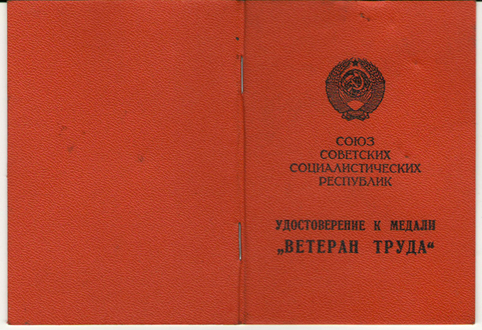 СОЮЗ
СОВЕТСКИХ
СОЦИАЛИСТИЧЕСКИХ
РЕСПУБЛИК
УДОСТОВЕРЕНИЕ К МЕДАЛИ
„ВЕТЕРАН ТРУДА“